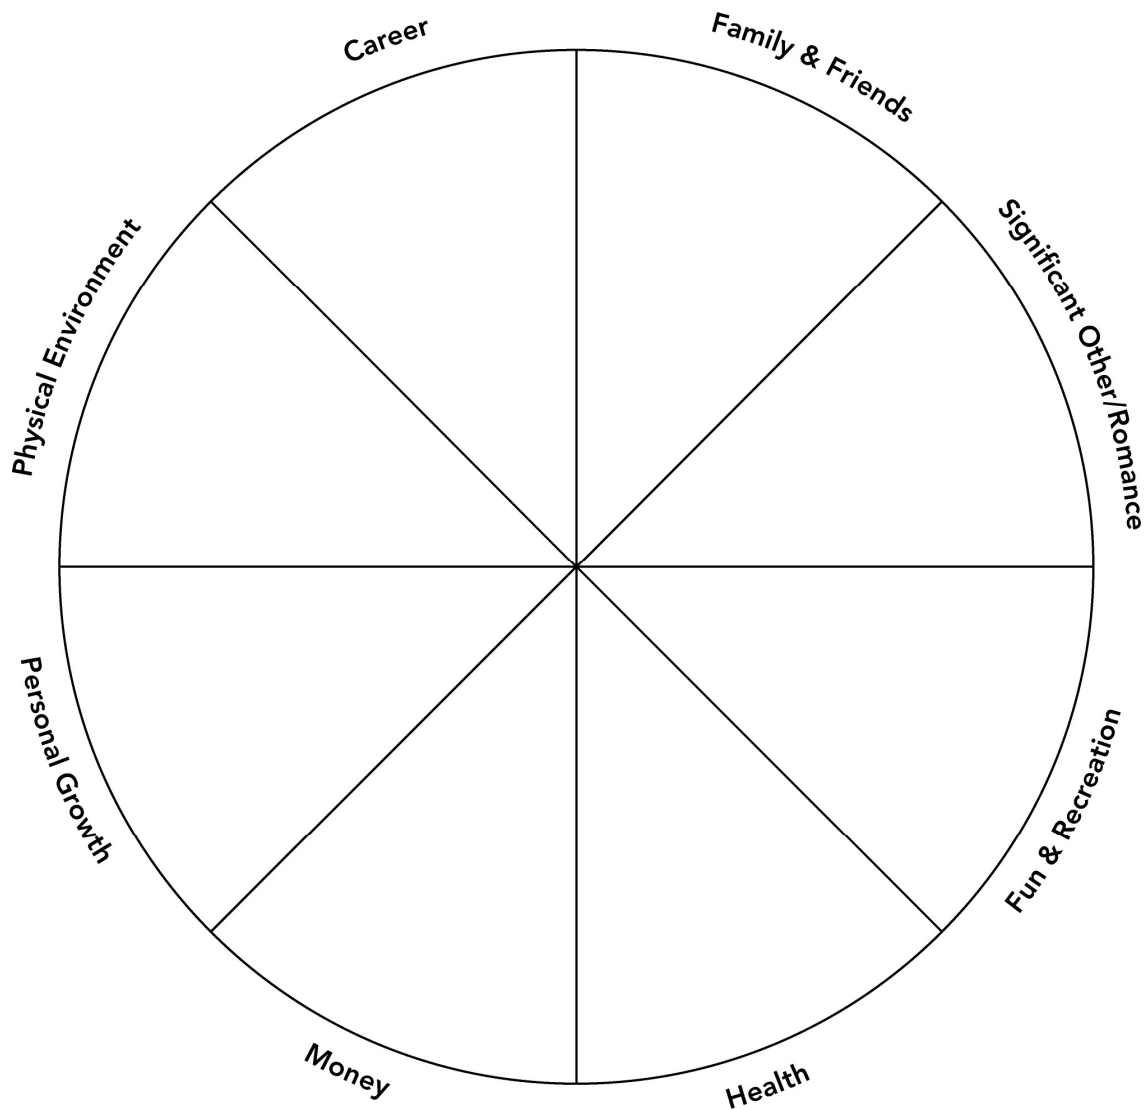 Career
Family & Friends
Significant Other/Romance
Fun & Recreation
Health
Money
Personal Growth
Physical Environment